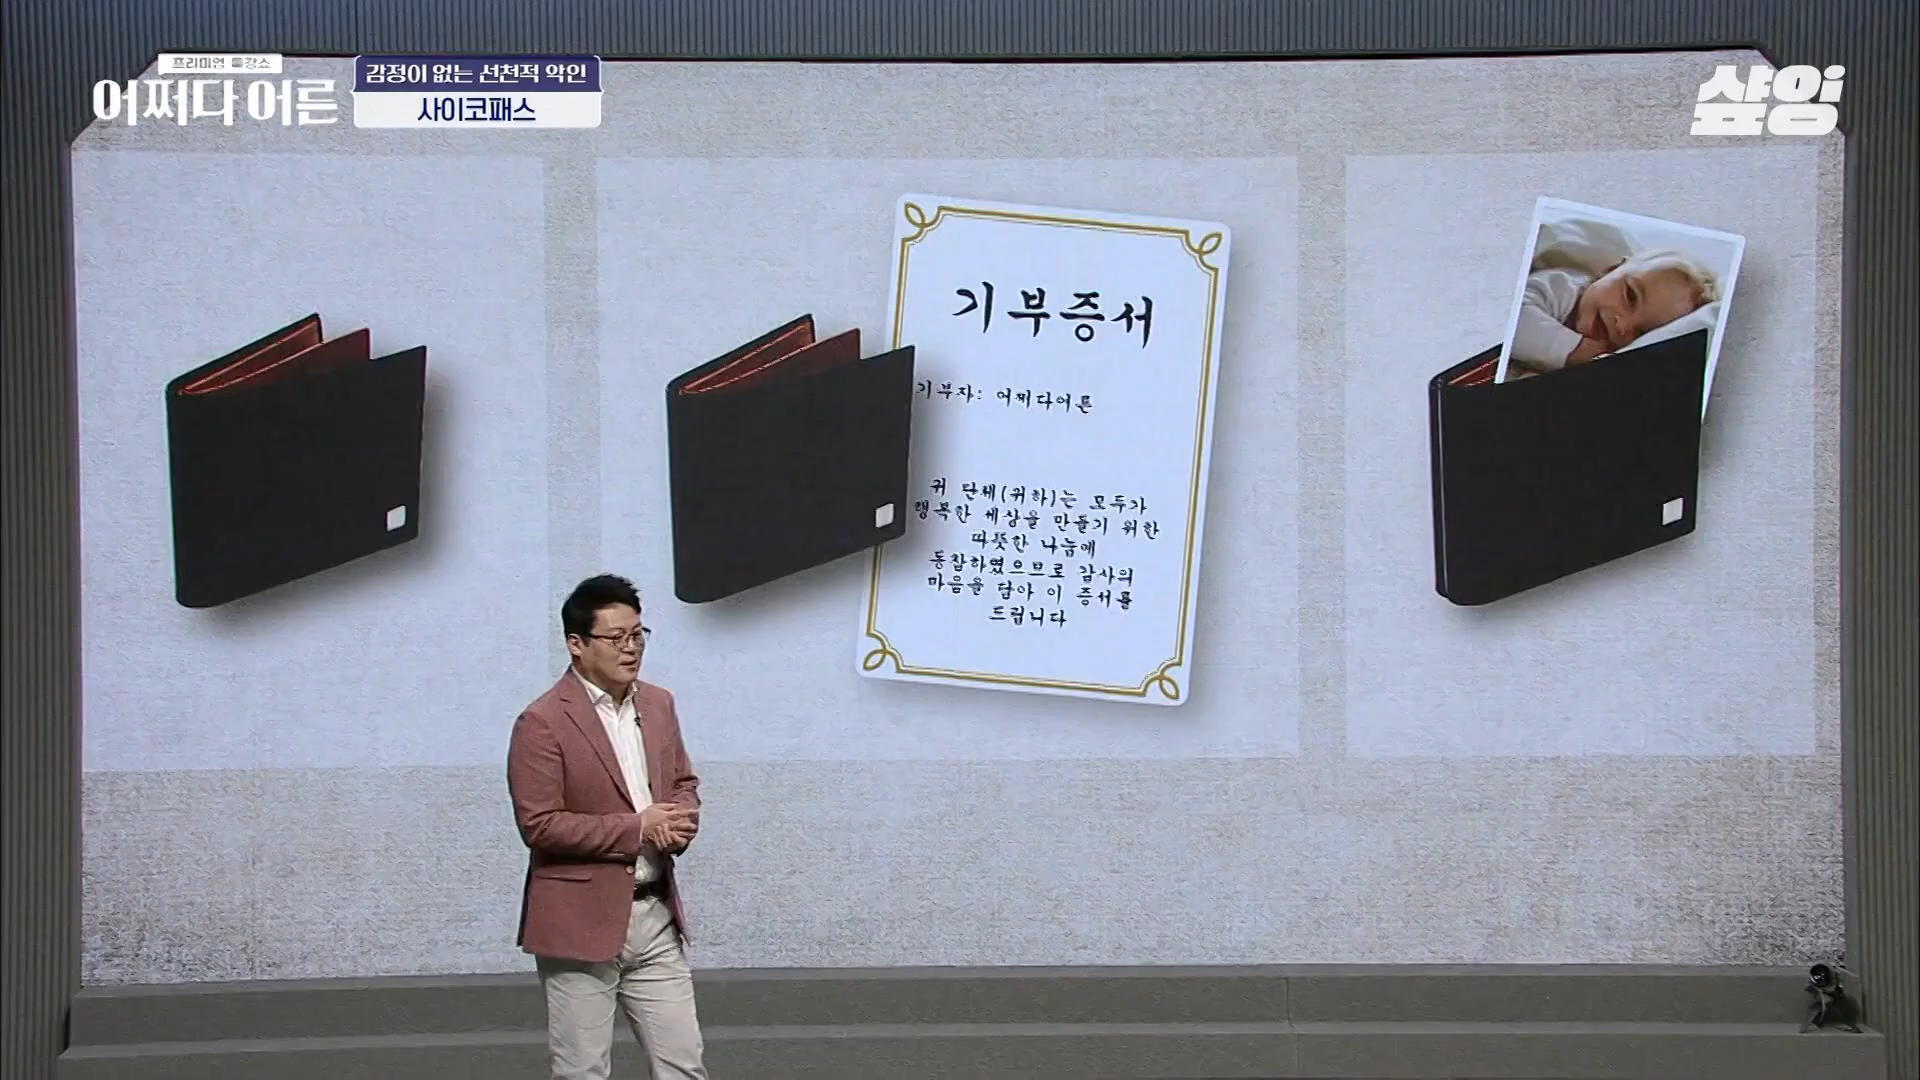 프리미엄 특강쇼
어쩌다 어른
감정이 없는 선천적 악인
사이코패스
샾잉
기부증서
기부자: 어쩌다어른
귀 단체(귀하)는 모두가
행복한 세상을 만들기 위한
따뜻한 나눔에
동참하였으므로 감사의
마음을 담아 이 증서를
드립니다